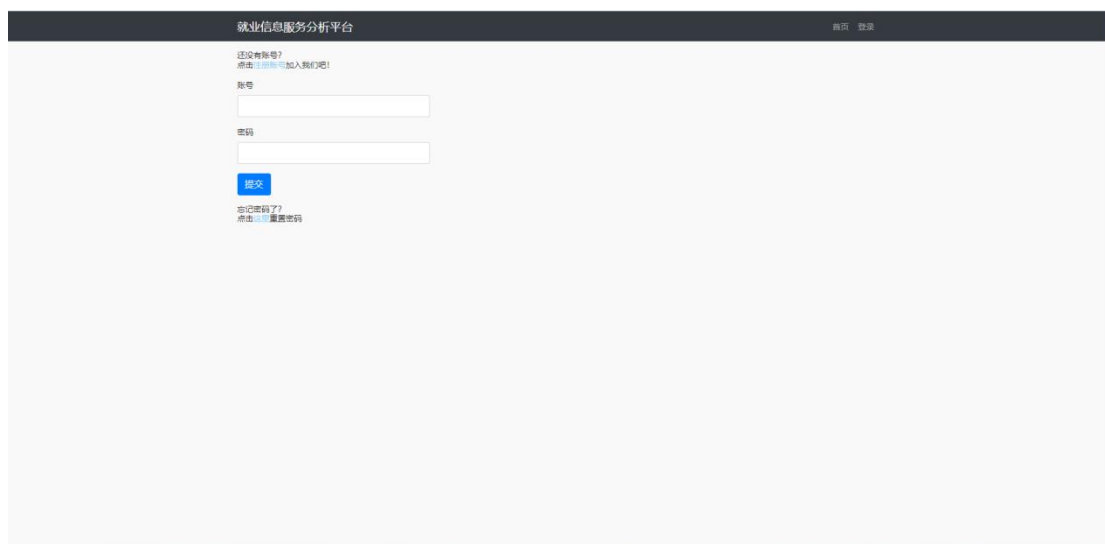 就业信息服务分析平台
首页 登录
还没有账号?
点击注册账号加入我们吧!
账号
密码
提交
忘记密码了?
点击这里重置密码